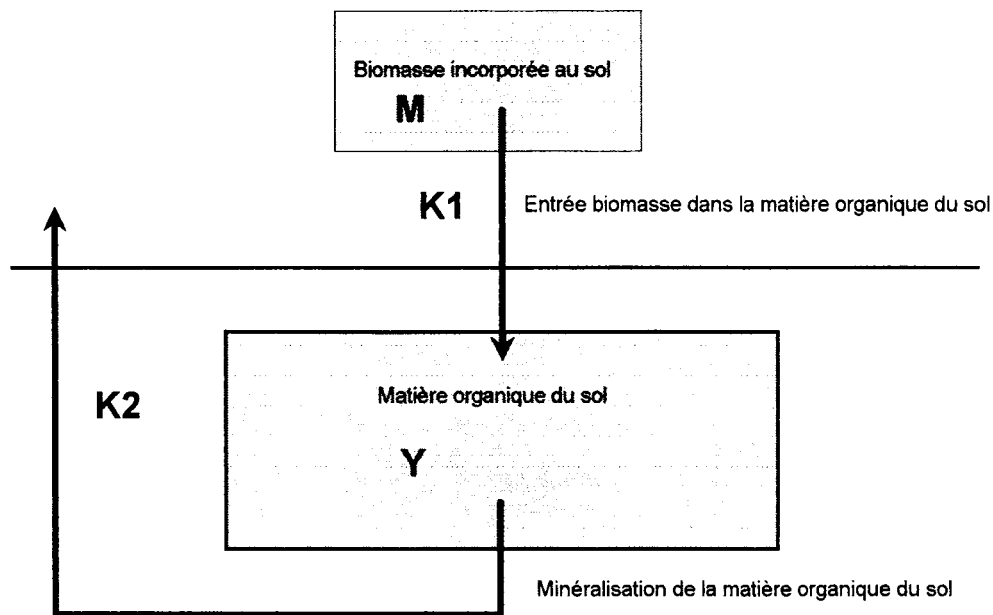 Biomasse incorporée au sol
M
K1
Entrée biomasse dans la matière organique du sol
Matière organique du sol
K2
Y
Minéralisation de la matière organique du sol